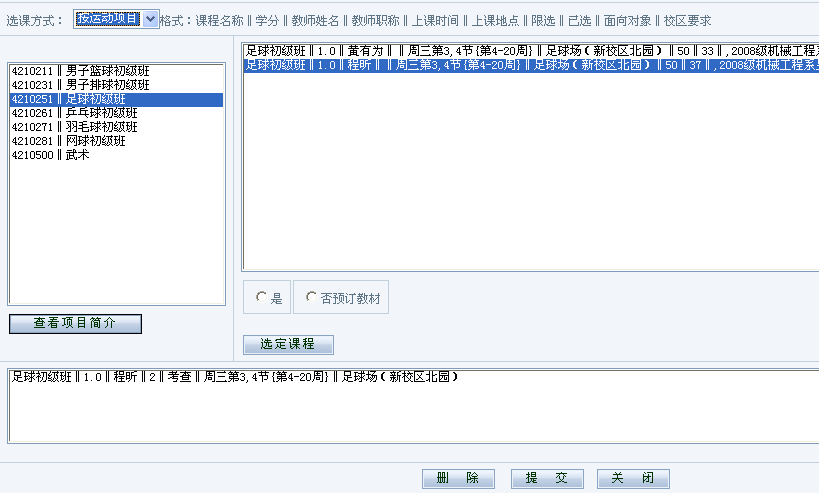 选课方式： 按运动项目 格式：课程名称‖学分‖教师姓名‖教师职称‖上课时间‖上课地点‖限选‖已选‖面向对象‖校区要求
4210211‖男子篮球初级班
4210231‖男子排球初级班
4210251‖足球初级班
4210261‖乒乓球初级班
4210271‖羽毛球初级班
4210281‖网球初级班
4210500‖武术
查看项目简介
足球初级班‖1.0‖黄有为‖‖周三第3,4节{第4-20周}‖足球场（新校区北园）‖50‖33‖,2008级机械工程系
足球初级班‖1.0‖程昕‖‖周三第3,4节{第4-20周}‖足球场（新校区北园）‖50‖37‖,2008级机械工程系
是 否预订教材
选定课程
足球初级班‖1.0‖程昕‖2‖考查‖周三第3,4节{第4-20周}‖足球场（新校区北园）
删 除 提 交 关 闭